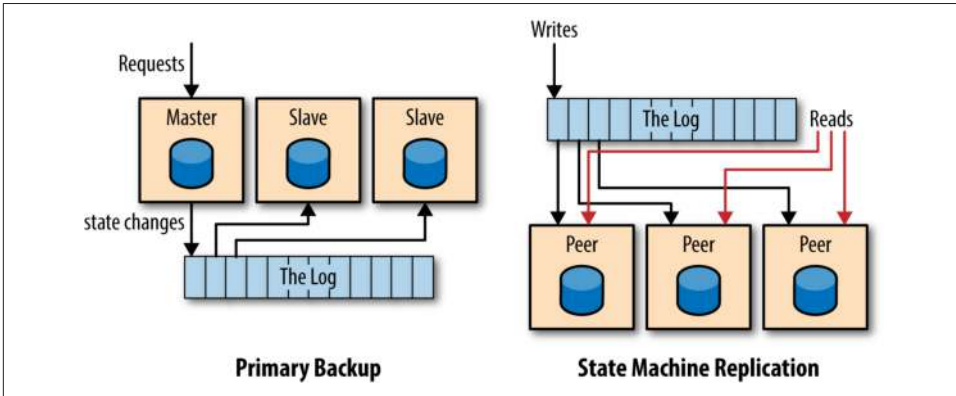 Requests
Master
Slave
Slave
state changes
The Log
Primary Backup
Writes
The Log
Reads
Peer
Peer
Peer
State Machine Replication